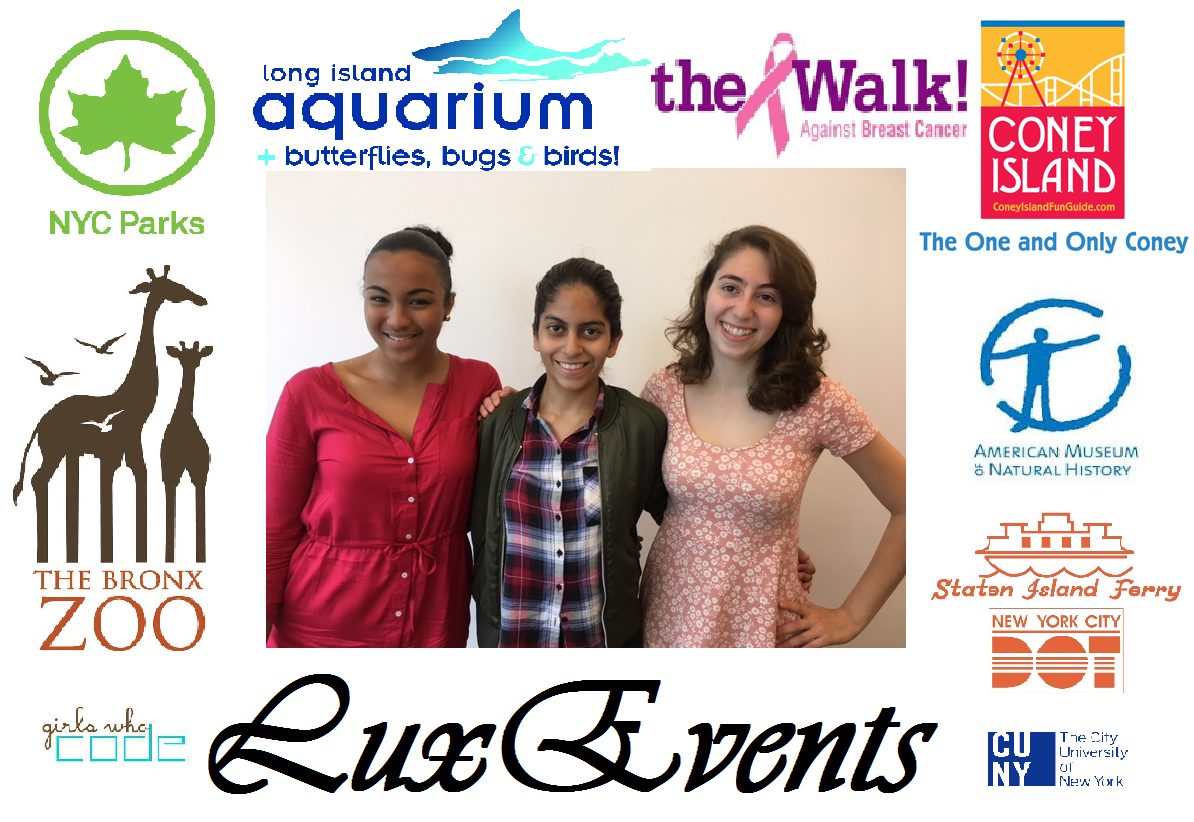 NYC Parks
long island
aquarium
+ butterflies, bugs & birds!
the Walk!
Against Breast Cancer
CONEY
ISLAND
ConeyIslandFunGuide.com
The One and Only Coney
THE BRONX
ZOO
AMERICAN MUSEUM
OF NATURAL HISTORY
Staten Island Ferry
NEW YORK CITY
DOT
girls who
code
LuxEvents
CU
NY
The City
University
of
New York